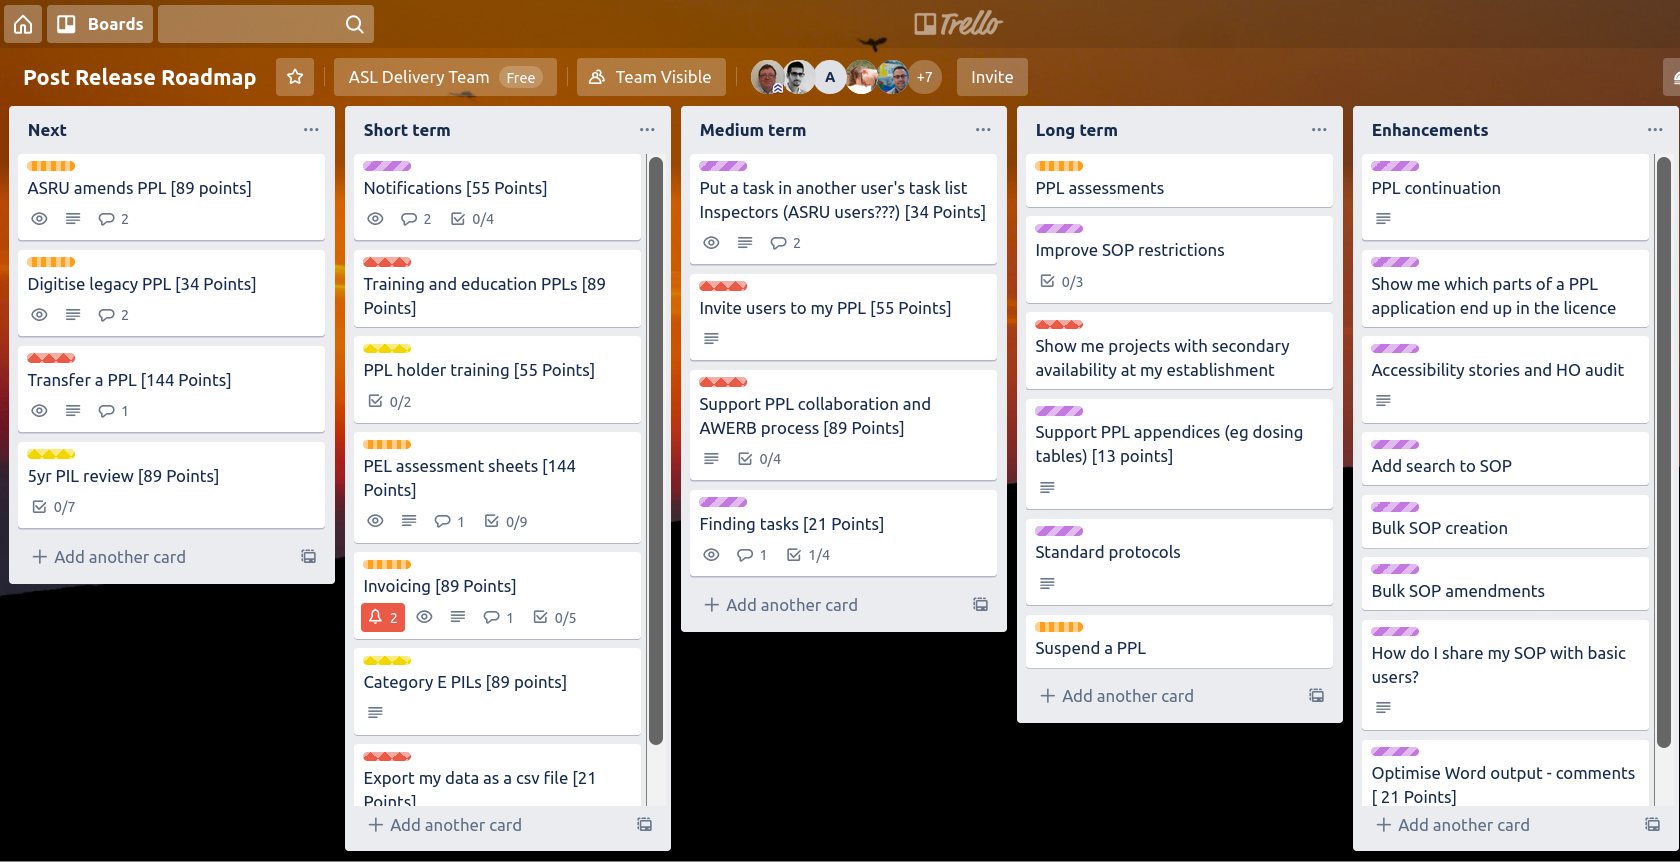 Boards
Trello
Post Release Roadmap
ASL Delivery Team Free
Team Visible
A
+7
Invite
Next
ASRU amends PPL [89 points]
2
Digitise legacy PPL [34 Points]
2
Transfer a PPL [144 Points]
1
5yr PIL review [89 Points]
0/7
Add another card
Short term
Notifications [55 Points]
2 0/4
Training and education PPLs [89
Points]
PPL holder training [55 Points]
0/2
PEL assessment sheets [144
Points]
1 0/9
Invoicing [89 Points]
2 1 0/5
Category E PILs [89 points]
Export my data as a csv file [21
Points]
Add another card
Medium term
Put a task in another user's task list
Inspectors (ASRU users???) [34 Points]
2
Invite users to my PPL [55 Points]
Support PPL collaboration and
AWERB process [89 Points]
0/4
Finding tasks [21 Points]
1 1/4
Add another card
Long term
PPL assessments
Improve SOP restrictions
0/3
Show me projects with secondary
availability at my establishment
Support PPL appendices (eg dosing
tables) [13 points]
Standard protocols
Suspend a PPL
Add another card
Enhancements
PPL continuation
Show me which parts of a PPL
application end up in the licence
Accessibility stories and HO audit
Add search to SOP
Bulk SOP creation
Bulk SOP amendments
How do I share my SOP with basic
users?
Optimise Word output - comments
[ 21 Points]
Add another card